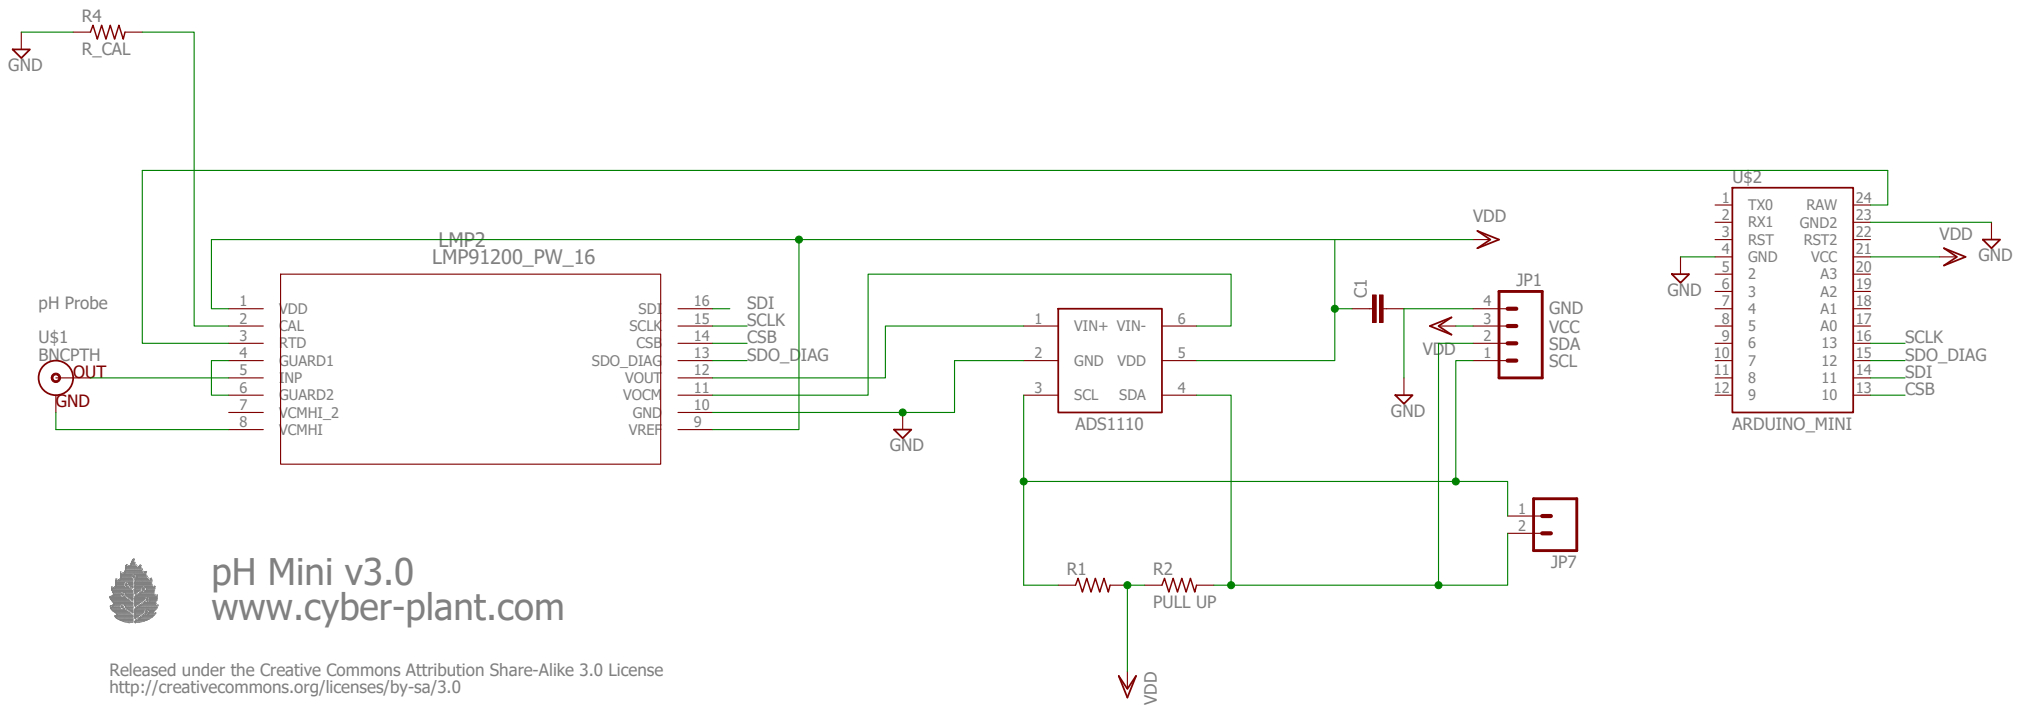 R4
R_CAL
GND
LMP2
LMP91200_PW_16
pH Probe
U$1
BNCPTH
OUT
GND
1 VDD
2 CAL
3 RTD
4 GUARD1
5 INP
6 GUARD2
7 VCMHI_2
8 VCMHI
SDI 16 SDI
SCLK 15 SCLK
CSB 14 CSB
SDO_DIAG 13 SDO_DIAG
VOUT 12
VOCM 11
GND 10
VREF 9
GND
1 VIN+ VIN- 6
2 GND VDD 5
3 SCL SDA 4
ADS1110
VDD
C1
GND
VDD
JP1
4 GND
3 VCC
2 SDA
1 SCL
1
2
JP7
R1
R2
PULL UP
VDD
U$2
1 TX0 RAW 24
2 RX1 GND2 23
3 RST RST2 22
4 GND VCC 21
5 2 A3 20
6 3 A2 19
7 4 A1 18
8 5 A0 17
9 6 13 16 SCLK
10 7 12 15 SDO_DIAG
11 8 11 14 SDI
12 9 10 13 CSB
ARDUINO_MINI
GND
VDD
GND
pH Mini v3.0
www.cyber-plant.com
Released under the Creative Commons Attribution Share-Alike 3.0 License
http://creativecommons.org/licenses/by-sa/3.0